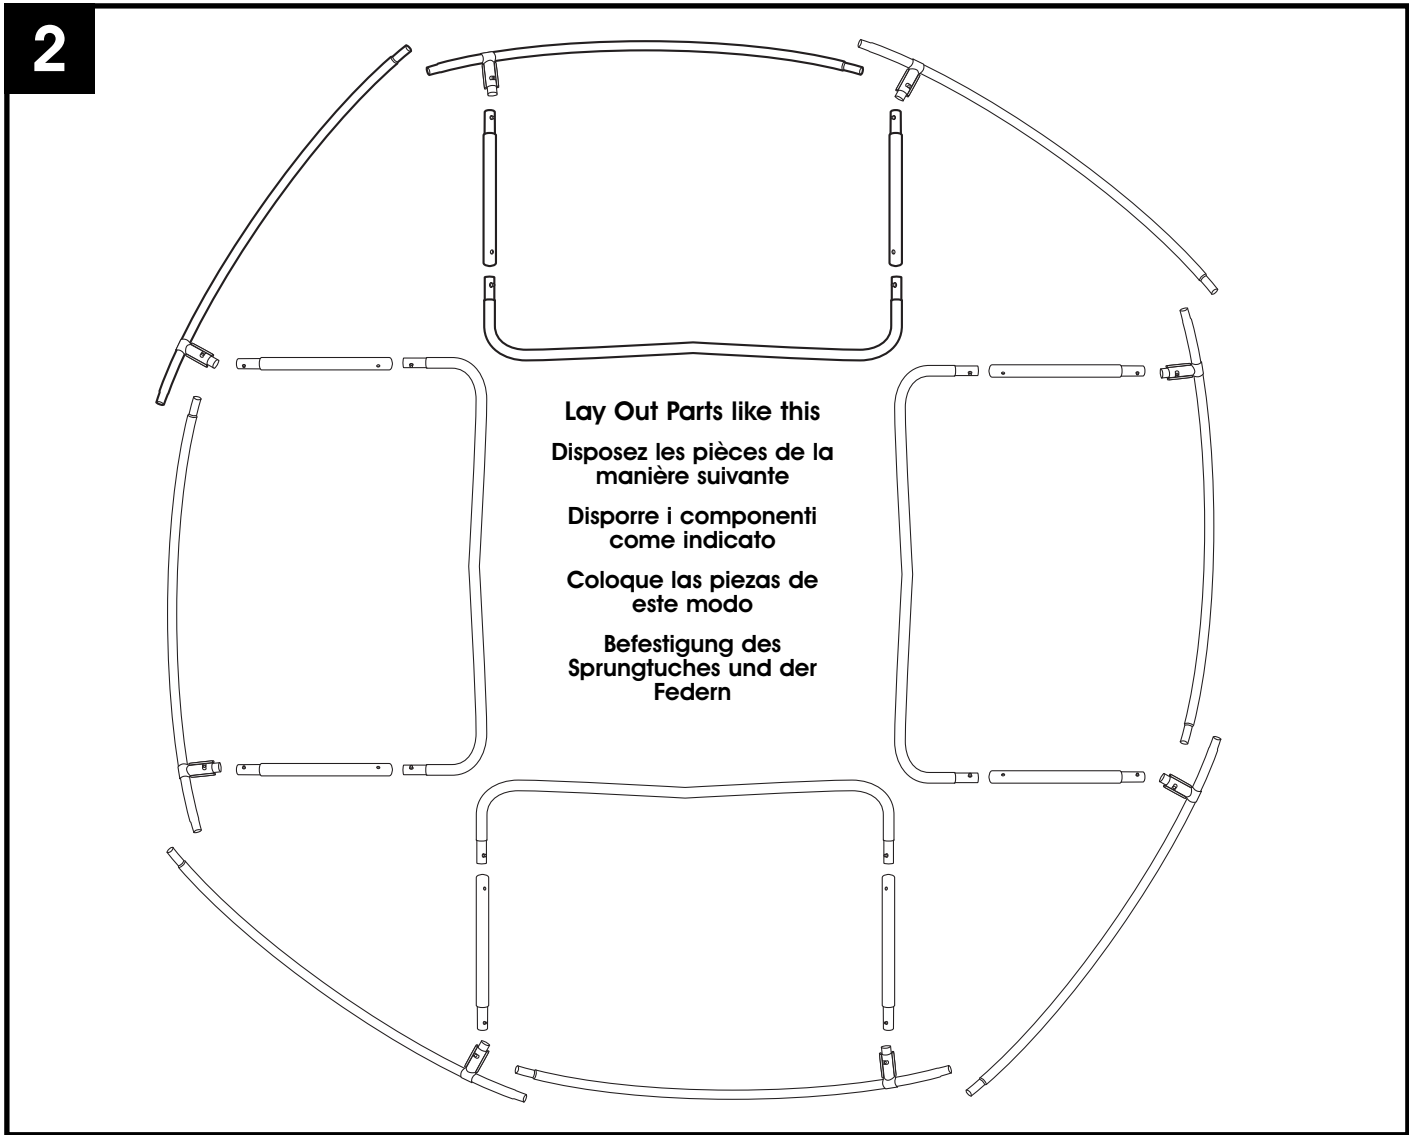 2
Lay Out Parts like this
Disposez les pièces de la
manière suivante
Disporre i componenti
come indicato
Coloque las piezas de
este modo
Befestigung des
Sprungtuches und der
Federn